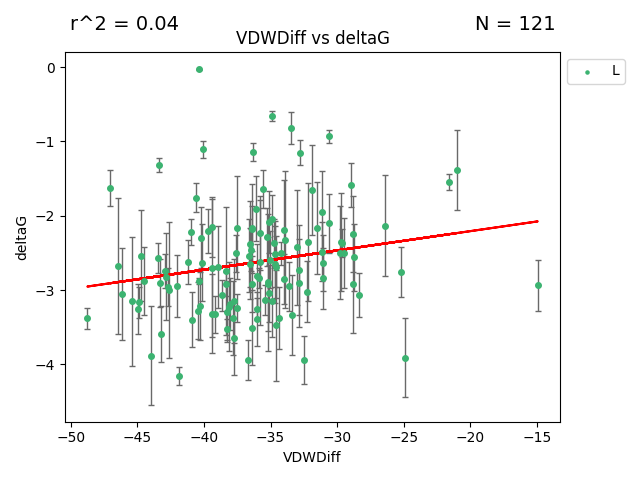 r^2 = 0.04
N = 121
VDWDiff vs deltaG
L
0
−1
−2
−3
−4
deltaG
−50 −45 −40 −35 −30 −25 −20 −15
VDWDiff